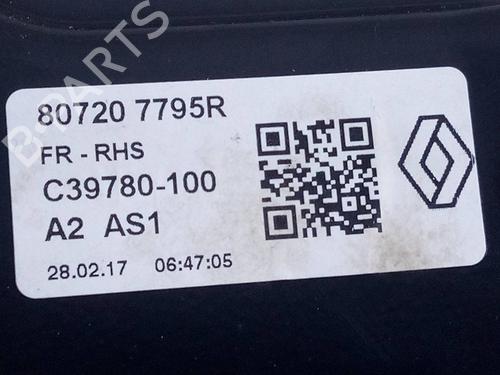 B-PARTS
80720 7795R
FR - RHS
C39780-100
A2 AS1
28.02.17 06:47:05